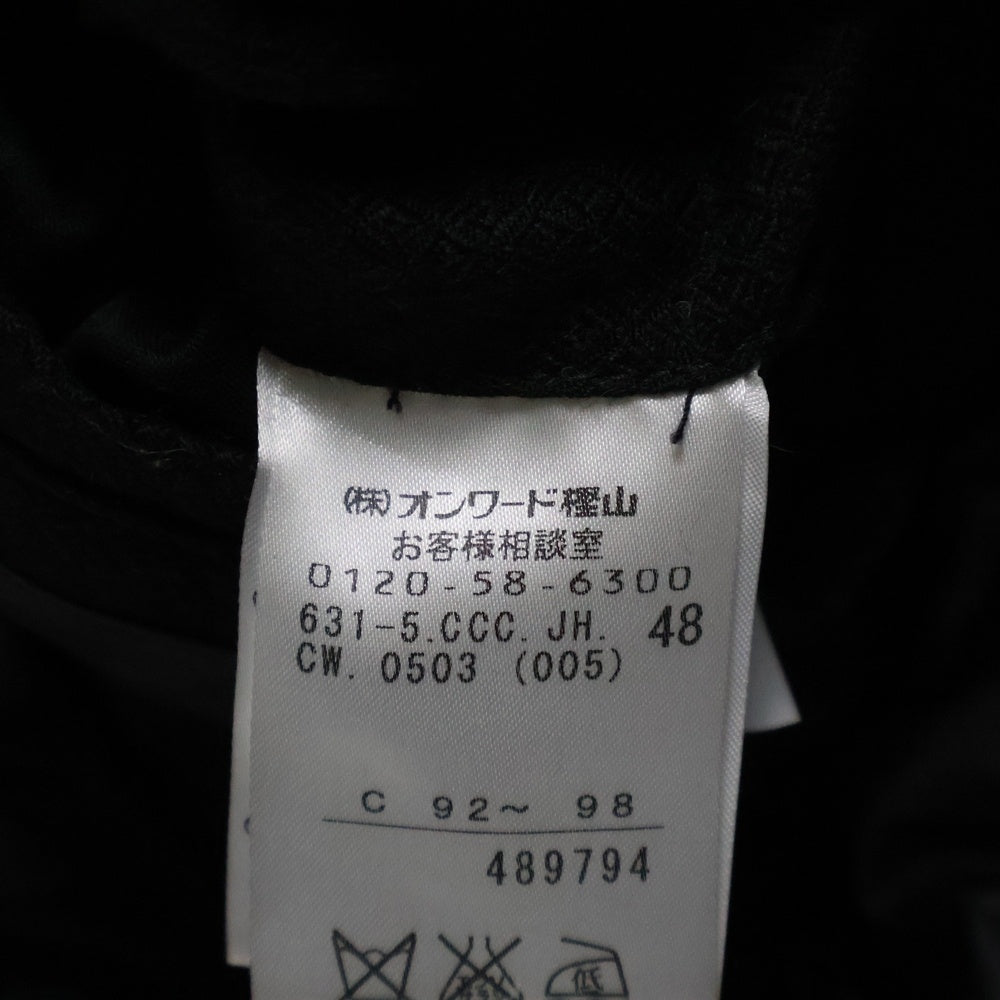 (株)オンワード樫山
お客様相談室
0120-58-6300
631-5.CCC.JH. 48
CW. 0503 (005)
C 92～ 98
489794
低